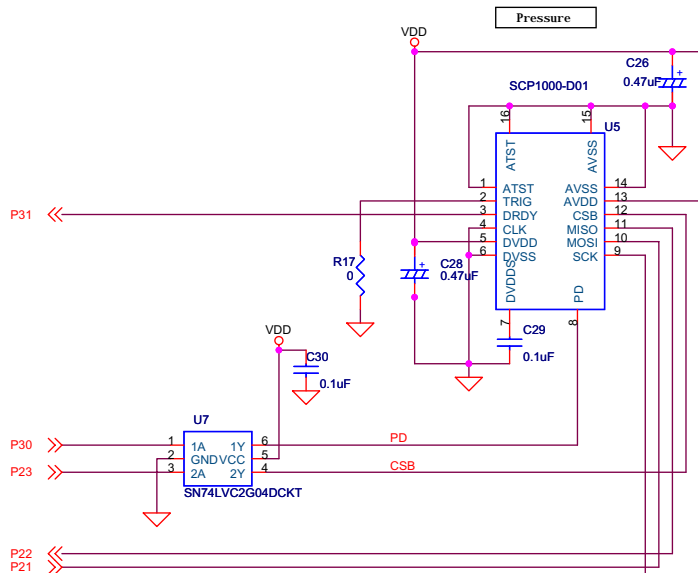 Pressure
VDD
C26
0.47uF
+
SCP1000-D01
U5
16
15
ATST
AVSS
1
ATST
AVSS
14
2
TRIG
AVDD
13
P31
3
DRDY
CSB
12
4
CLK
MISO
11
5
DVDD
MOSI
10
6
DVSS
SCK
9
DVDDS
PD
7
8
R17
0
+
C28
0.47uF
C29
0.1uF
VDD
C30
0.1uF
U7
P30
1
1A
1Y
6
PD
2
GND
VCC
5
P23
3
2A
2Y
4
CSB
SN74LVC2G04DCKT
P22
P21